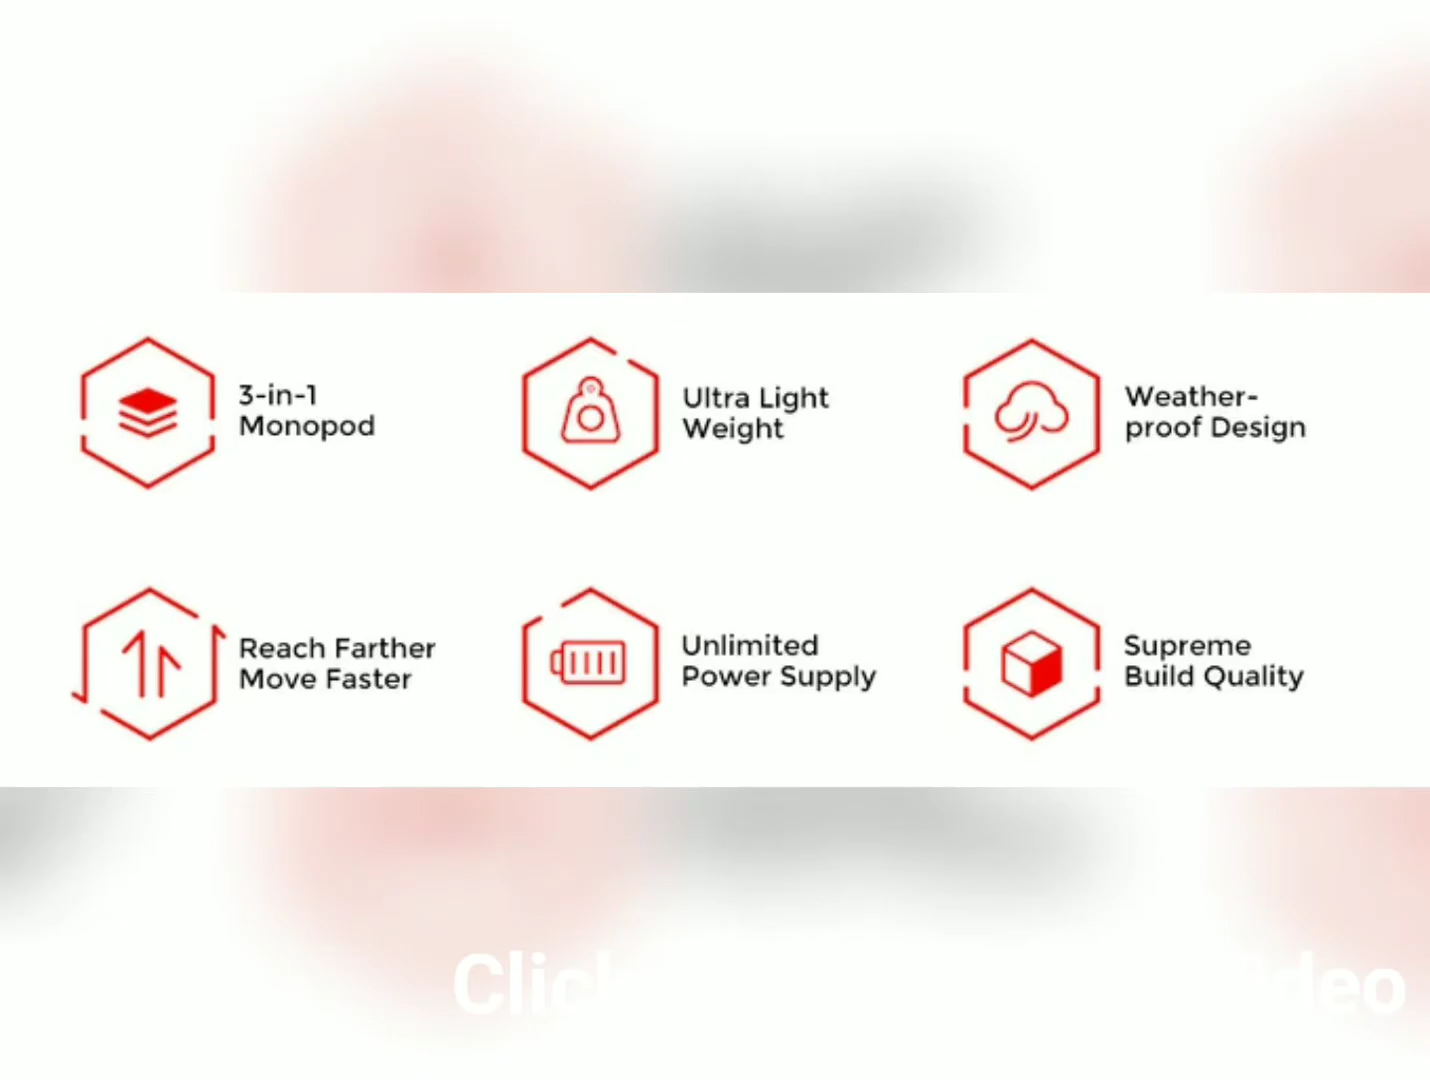 3-in-1
Monopod
Ultra Light
Weight
Weather-
proof Design
Reach Farther
Move Faster
Unlimited
Power Supply
Supreme
Build Quality